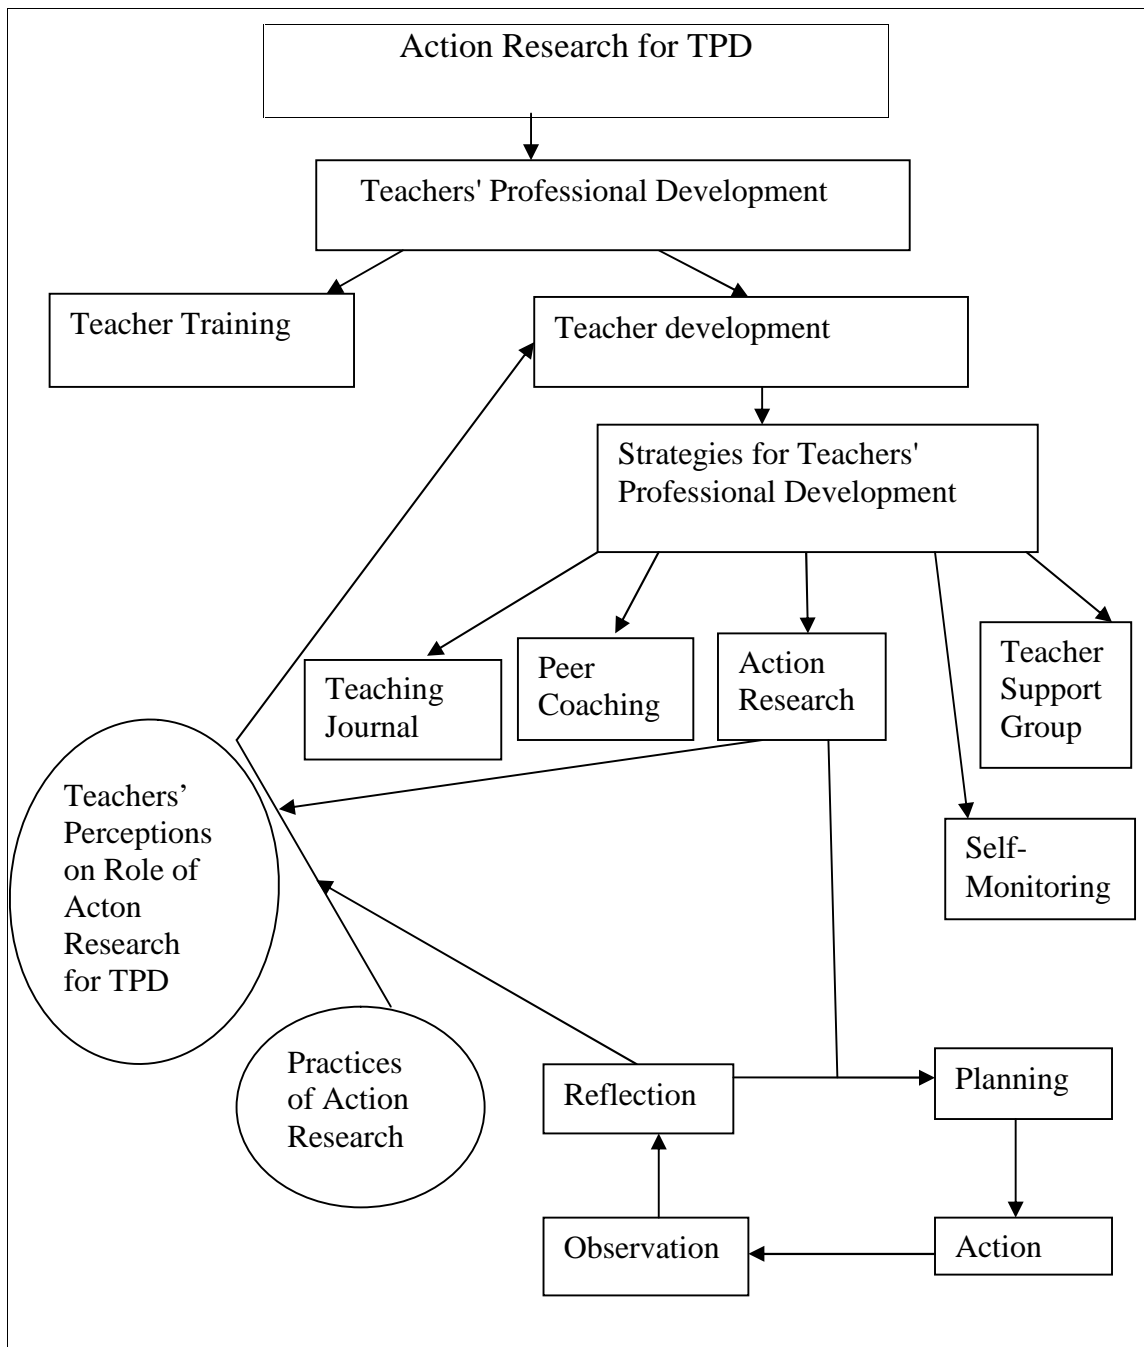 Action Research for TPD
Teachers' Professional Development
Teacher Training
Teacher development
Strategies for Teachers'
Professional Development
Teaching
Journal
Peer
Coaching
Action
Research
Teacher
Support
Group
Self-
Monitoring
Teachers’
Perceptions
on Role of
Acton
Research
for TPD
Practices
of Action
Research
Reflection
Planning
Observation
Action